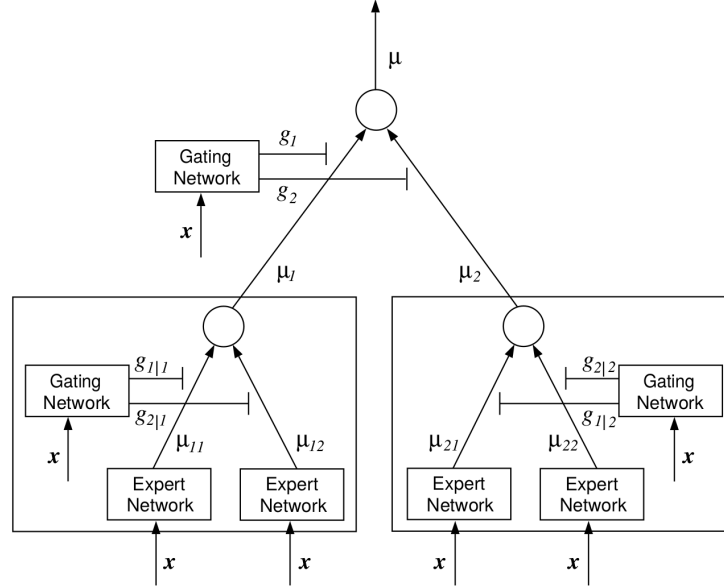 μ
g1
Gating
Network
g2
x
μ1
μ2
g1|1
Gating
Network
g2|1
x
μ11
μ12
Expert
Network
Expert
Network
x
x
g2|2
Gating
Network
g1|2
x
μ21
μ22
Expert
Network
Expert
Network
x
x